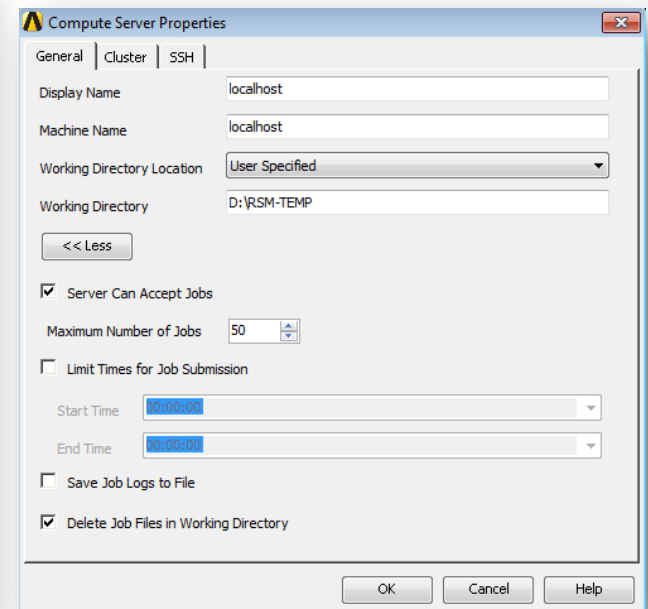 Compute Server Properties
General Cluster SSH
Display Name localhost
Machine Name localhost
Working Directory Location User Specified
Working Directory D:\RSM-TEMP
<< Less
Server Can Accept Jobs
Maximum Number of Jobs 50
Limit Times for Job Submission
Start Time 00:00:00
End Time 00:00:00
Save Job Logs to File
Delete Job Files in Working Directory
OK Cancel Help